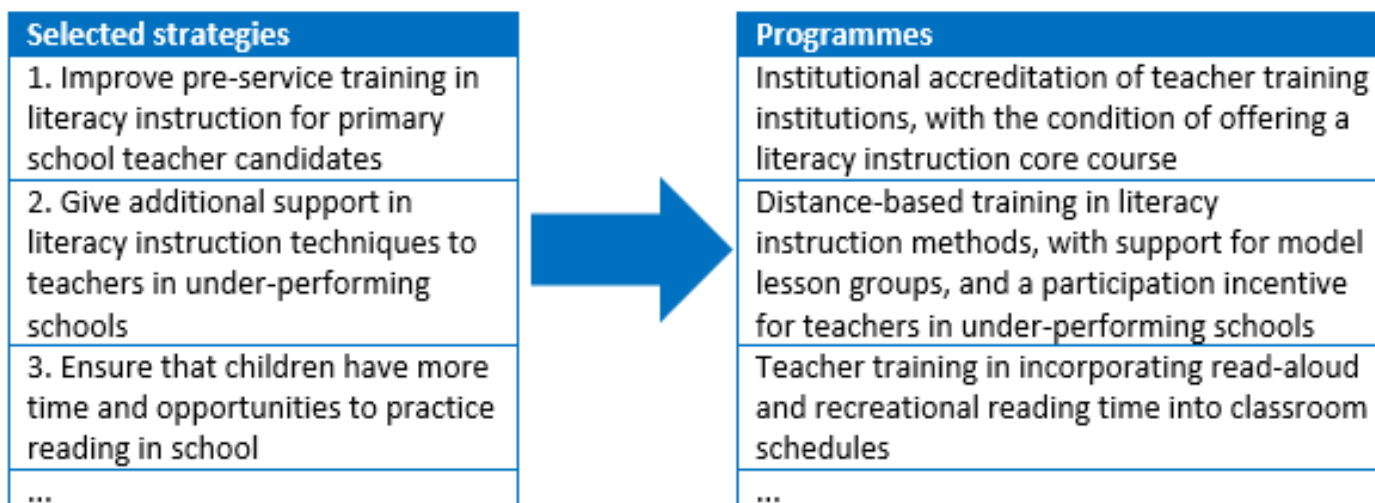 Selected strategies
1. Improve pre-service training in
literacy instruction for primary
school teacher candidates
2. Give additional support in
literacy instruction techniques to
teachers in under-performing
schools
3. Ensure that children have more
time and opportunities to practice
reading in school
...
Programmes
Institutional accreditation of teacher training
institutions, with the condition of offering a
literacy instruction core course
Distance-based training in literacy
instruction methods, with support for model
lesson groups, and a participation incentive
for teachers in under-performing schools
Teacher training in incorporating read-aloud
and recreational reading time into classroom
schedules
...